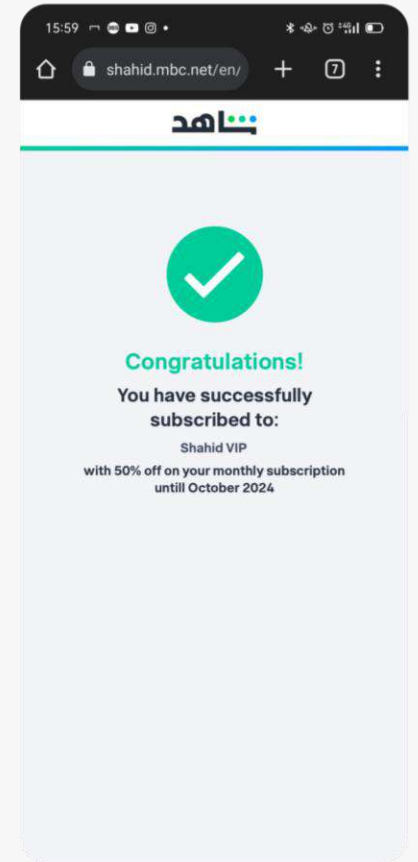 15:59
shahid.mbc.net/en/
7
شاهد
Congratulations!
You have successfully
subscribed to:
Shahid VIP
with 50% off on your monthly subscription
untill October 2024